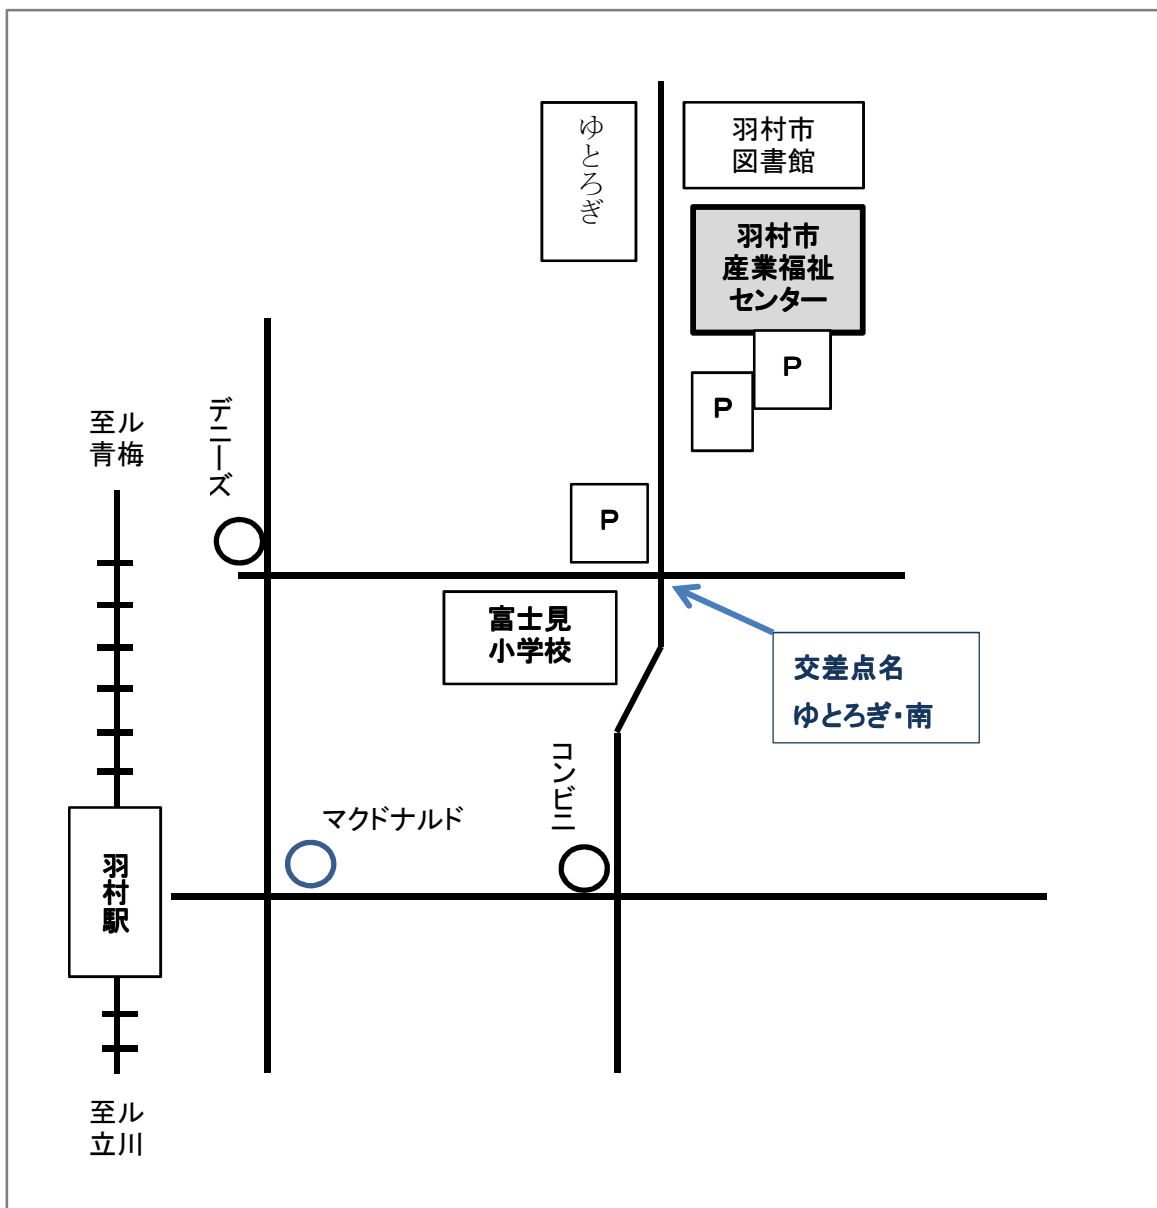 ゆとろぎ
羽村市
図書館
羽村市
産業福祉
センター
P
P
デニーズ
至ル
青梅
P
富士見
小学校
交差点名
ゆとろぎ・南
コンビニ
マクドナルド
羽村駅
至ル
立川